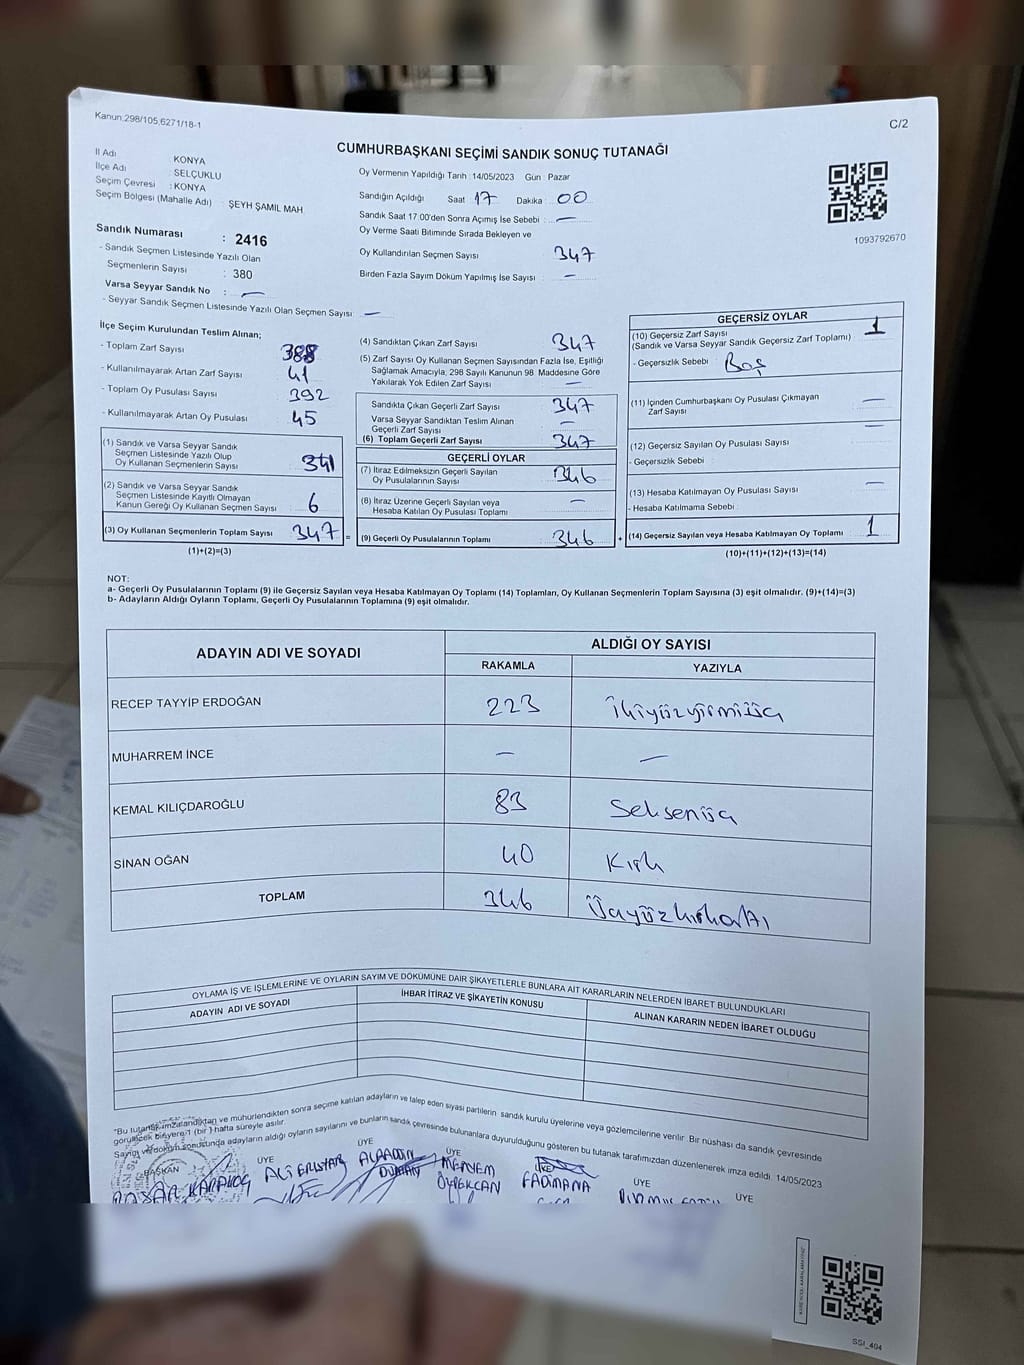 Kanun:298/105,6271/18-1
C/2
CUMHURBAŞKANI SEÇİMİ SANDIK SONUÇ TUTANAĞI
İl Adı : KONYA
İlçe Adı : SELÇUKLU
Seçim Çevresi : KONYA
Seçim Bölgesi (Mahalle Adı) : ŞEYH ŞAMİL MAH
Sandık Numarası : 2416
- Sandık Seçmen Listesinde Yazılı Olan
Seçmenlerin Sayısı : 380
Varsa Seyyar Sandık No : —
- Seyyar Sandık Seçmen Listesinde Yazılı Olan Seçmen Sayısı : —
Oy Vermenin Yapıldığı Tarih :14/05/2023 Gün : Pazar
Sandığın Açıldığı Saat 17 Dakika 00
Sandık Saat 17:00'den Sonra Açımış İse Sebebi : —
Oy Verme Saati Bitiminde Sırada Bekleyen ve
Oy Kullandırılan Seçmen Sayısı 347
Birden Fazla Sayım Döküm Yapılmış İse Sayısı : —
1093792670
İlçe Seçim Kurulundan Teslim Alınan;
- Toplam Zarf Sayısı 388
- Kullanılmayarak Artan Zarf Sayısı 41
- Toplam Oy Pusulası Sayısı 392
- Kullanılmayarak Artan Oy Pusulası 45
(1) Sandık ve Varsa Seyyar Sandık
Seçmen Listesinde Yazılı Olup
Oy Kullanan Seçmenlerin Sayısı 341
(2) Sandık ve Varsa Seyyar Sandık
Seçmen Listesinde Kayıtlı Olmayan
Kanun Gereği Oy Kullanan Seçmen Sayısı 6
(3) Oy Kullanan Seçmenlerin Toplam Sayısı 347 =
(1)+(2)=(3)
(4) Sandıktan Çıkan Zarf Sayısı 347
(5) Zarf Sayısı Oy Kullanan Seçmen Sayısından Fazla İse, Eşitliği
Sağlamak Amacıyla, 298 Sayılı Kanunun 98. Maddesine Göre
Yakılarak Yok Edilen Zarf Sayısı —
Sandıkta Çıkan Geçerli Zarf Sayısı 347
Varsa Seyyar Sandıktan Teslim Alınan
Geçerli Zarf Sayısı —
(6) Toplam Geçerli Zarf Sayısı 347
GEÇERLİ OYLAR
(7) İtiraz Edilmeksizin Geçerli Sayılan
Oy Pusulalarının Sayısı 346
(8) İtiraz Üzerine Geçerli Sayılan veya
Hesaba Katılan Oy Pusulası Toplamı —
(9) Geçerli Oy Pusulalarının Toplamı 346 +
GEÇERSİZ OYLAR
(10) Geçersiz Zarf Sayısı 1
(Sandık ve Varsa Seyyar Sandık Geçersiz Zarf Toplamı)
- Geçersizlik Sebebi : Boş
(11) İçinden Cumhurbaşkanı Oy Pusulası Çıkmayan
Zarf Sayısı —
(12) Geçersiz Sayılan Oy Pusulası Sayısı —
- Geçersizlik Sebebi :
(13) Hesaba Katılmayan Oy Pusulası Sayısı —
- Hesaba Katılmama Sebebi :
(14) Geçersiz Sayılan veya Hesaba Katılmayan Oy Toplamı 1
(10)+(11)+(12)+(13)=(14)
NOT:
a- Geçerli Oy Pusulalarının Toplamı (9) ile Geçersiz Sayılan veya Hesaba Katılmayan Oy Toplamı (14) Toplamları, Oy Kullanan Seçmenlerin Toplam Sayısına (3) eşit olmalıdır. (9)+(14)=(3)
b- Adayların Aldığı Oyların Toplamı, Geçerli Oy Pusulalarının Toplamına (9) eşit olmalıdır.
ADAYIN ADI VE SOYADI
ALDIĞI OY SAYISI
RAKAMLA YAZIYLA
RECEP TAYYİP ERDOĞAN 223 İkiyüzyirmiüç
MUHARREM İNCE — —
KEMAL KILIÇDAROĞLU 83 Seksenüç
SİNAN OĞAN 40 Kırk
TOPLAM 346 Üçyüzkırkaltı
OYLAMA İŞ VE İŞLEMLERİNE VE OYLARIN SAYIM VE DÖKÜMÜNE DAİR ŞİKAYETLERLE BUNLARA AİT KARARLARIN NELERDEN İBARET BULUNDUKLARI
ADAYIN ADI VE SOYADI İHBAR İTİRAZ VE ŞİKAYETİN KONUSU ALINAN KARARIN NEDEN İBARET OLDUĞU
"Bu tutanak imzalandıktan ve mühürlendikten sonra seçime katılan adayların ve talep eden siyasi partilerin sandık kurulu üyelerine veya gözlemcilerine verilir. Bir nüshası da sandık çevresinde
görülecek bir yere 1 (bir) hafta süreyle asılır.
Sayım ve döküm sonucunda adayların aldığı oyların sayılarını ve bunların sandık çevresinde bulunanlara duyurulduğunu gösteren bu tutanak tarafımızdan düzenlenerek imza edildi. 14/05/2023
BAŞKAN ÜYE ÜYE ÜYE ÜYE ÜYE ÜYE
ALİ ALAADDİN MERYEM FADİMANA
SSİ_404